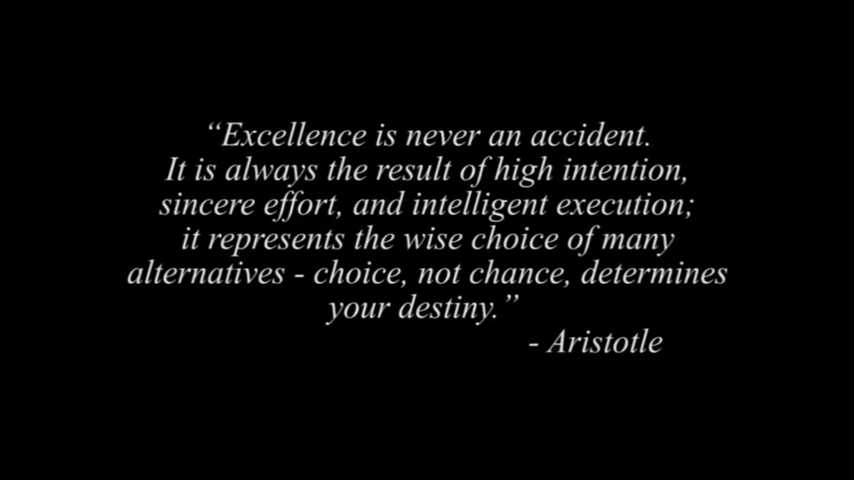 “Excellence is never an accident.
It is always the result of high intention,
sincere effort, and intelligent execution;
it represents the wise choice of many
alternatives - choice, not chance, determines
your destiny.”
- Aristotle